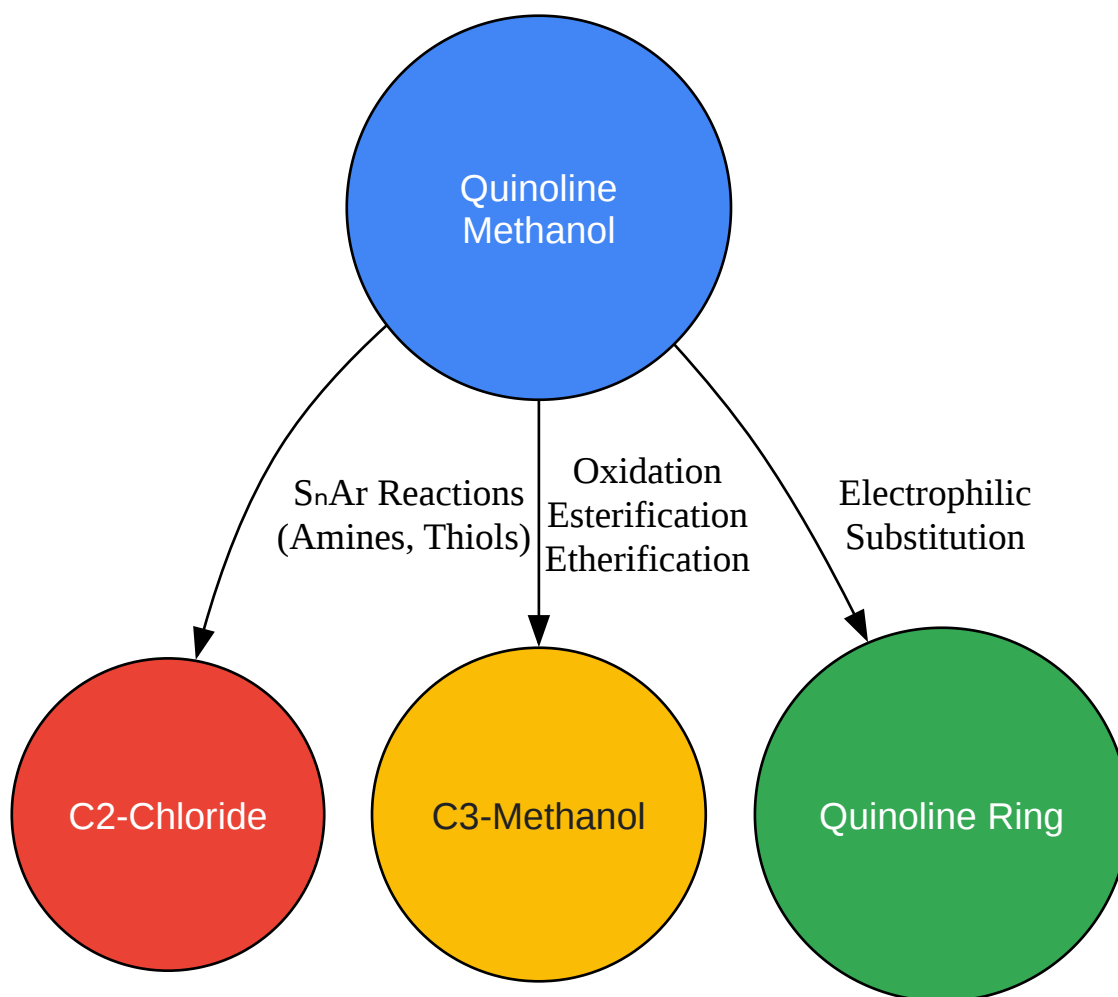 Quinoline
Methanol
SₙAr Reactions
(Amines, Thiols)
Oxidation
Esterification
Etherification
Electrophilic
Substitution
C2-Chloride
C3-Methanol
Quinoline Ring